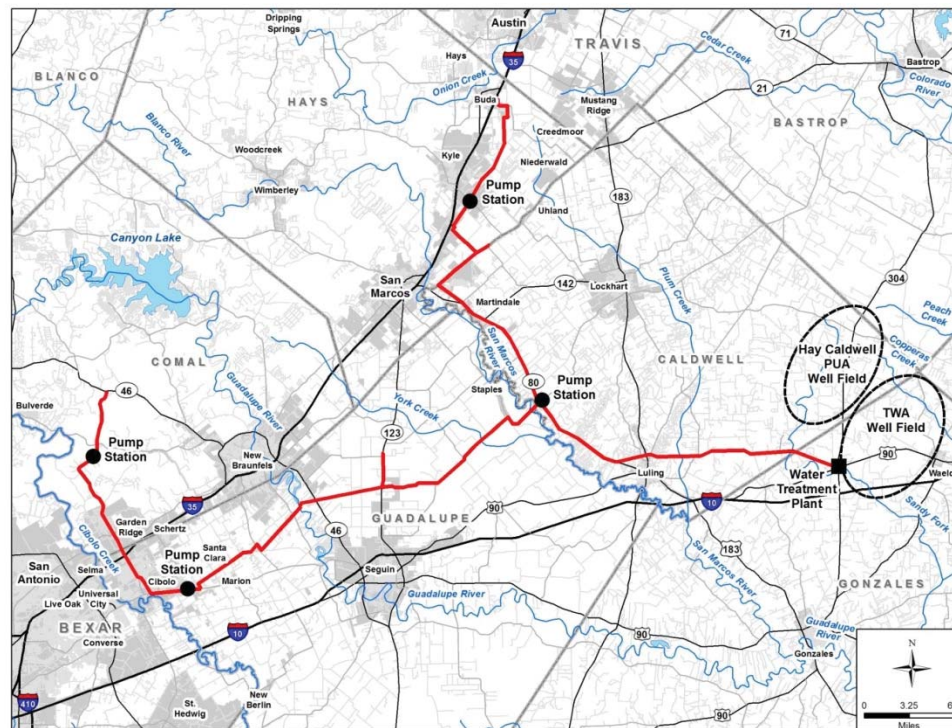 Dripping
Springs
Austin
TRAVIS
Cedar Creek
71
Bastrop
Colorado
River
Hays
35
Onion Creek
BLANCO
HAYS
Buda
Mustang
Ridge
21
BASTROP
Creedmoor
Blanco River
Woodcreek
Kyle
Niederwald
Wimberley
Pump
Station
183
Uhland
Canyon Lake
Plum Creek
304
San
Marcos
142
Lockhart
Martindale
Peach
Creek
Copperas
Creek
San Marcos
River
Hay Caldwell
PUA
Well Field
COMAL
CALDWELL
Guadalupe River
Staples
80
Pump
Station
TWA
Well Field
46
Bulverde
York Creek
123
Pump
Station
New
Braunfels
90
Luling
Water
Treatment
Plant
Waeld
35
10
Sandy Fork
Garden
Ridge
Schertz
46
GUADALUPE
90
Cibolo Creek
Santa
Clara
183
San Marcos River
San
Antonio
Selma
Pump
Station
Cibolo
Marion
Seguin
GONZALES
Universal
City
Live Oak
Guadalupe River
Guadalupe
River
BEXAR
Converse
10
90
Gonzales
N
410
St.
Hedwig
New
Berlin
90
0 3.25
Miles